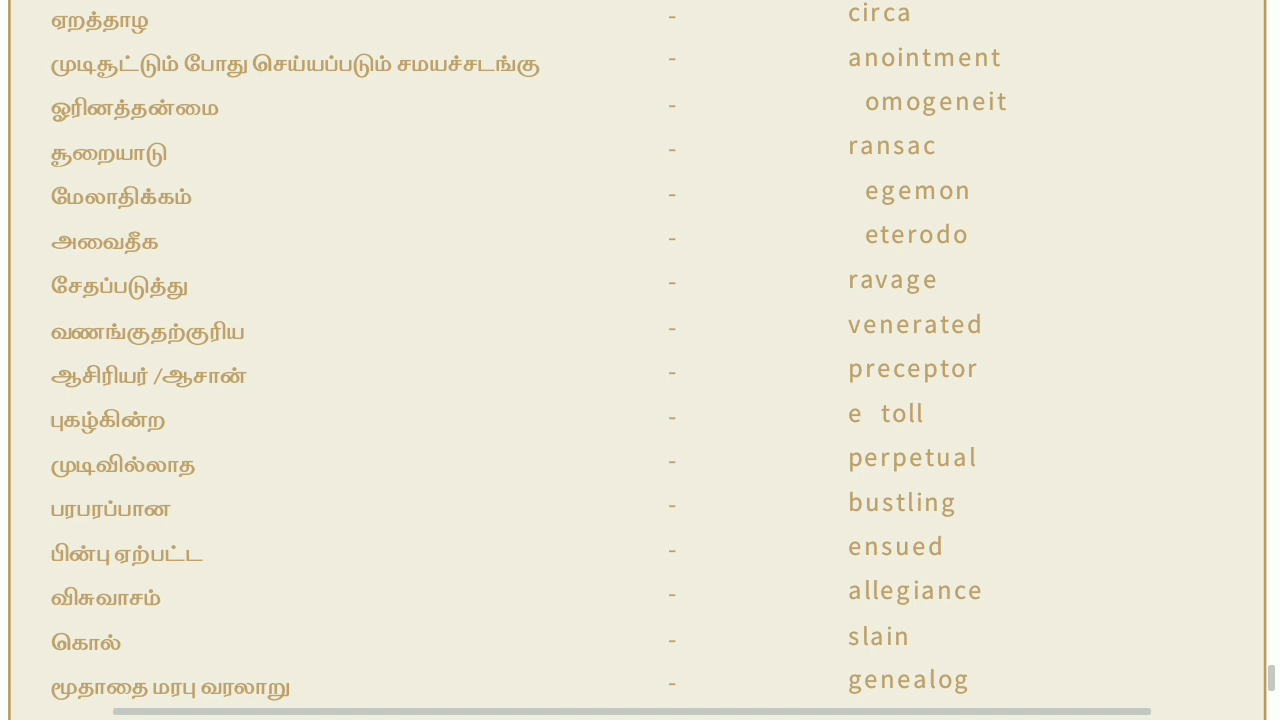 ஏறத்தாழ - circa
முடிசூட்டும் போது செய்யப்படும் சமயச்சடங்கு - anointment
ஓரினத்தன்மை - omogeneit
சூறையாடு - ransac
மேலாதிக்கம் - egemon
அவைதீக - eterodo
சேதப்படுத்து - ravage
வணங்குதற்குரிய - venerated
ஆசிரியர் /ஆசான் - preceptor
புகழ்கின்ற - e toll
முடிவில்லாத - perpetual
பரபரப்பான - bustling
பின்பு ஏற்பட்ட - ensued
விசுவாசம் - allegiance
கொல் - slain
மூதாதை மரபு வரலாறு - genealog